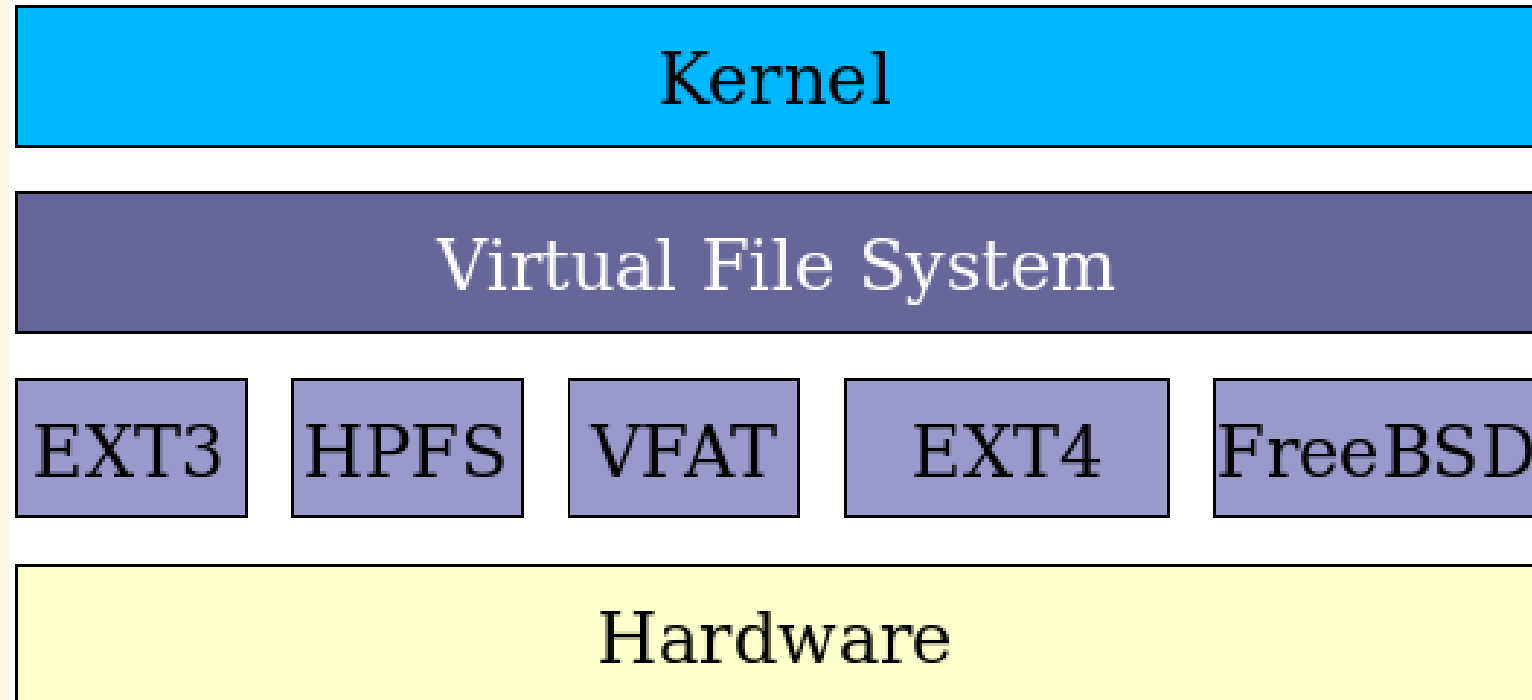 Kernel
Virtual File System
EXT3 HPFS VFAT EXT4 FreeBSD
Hardware